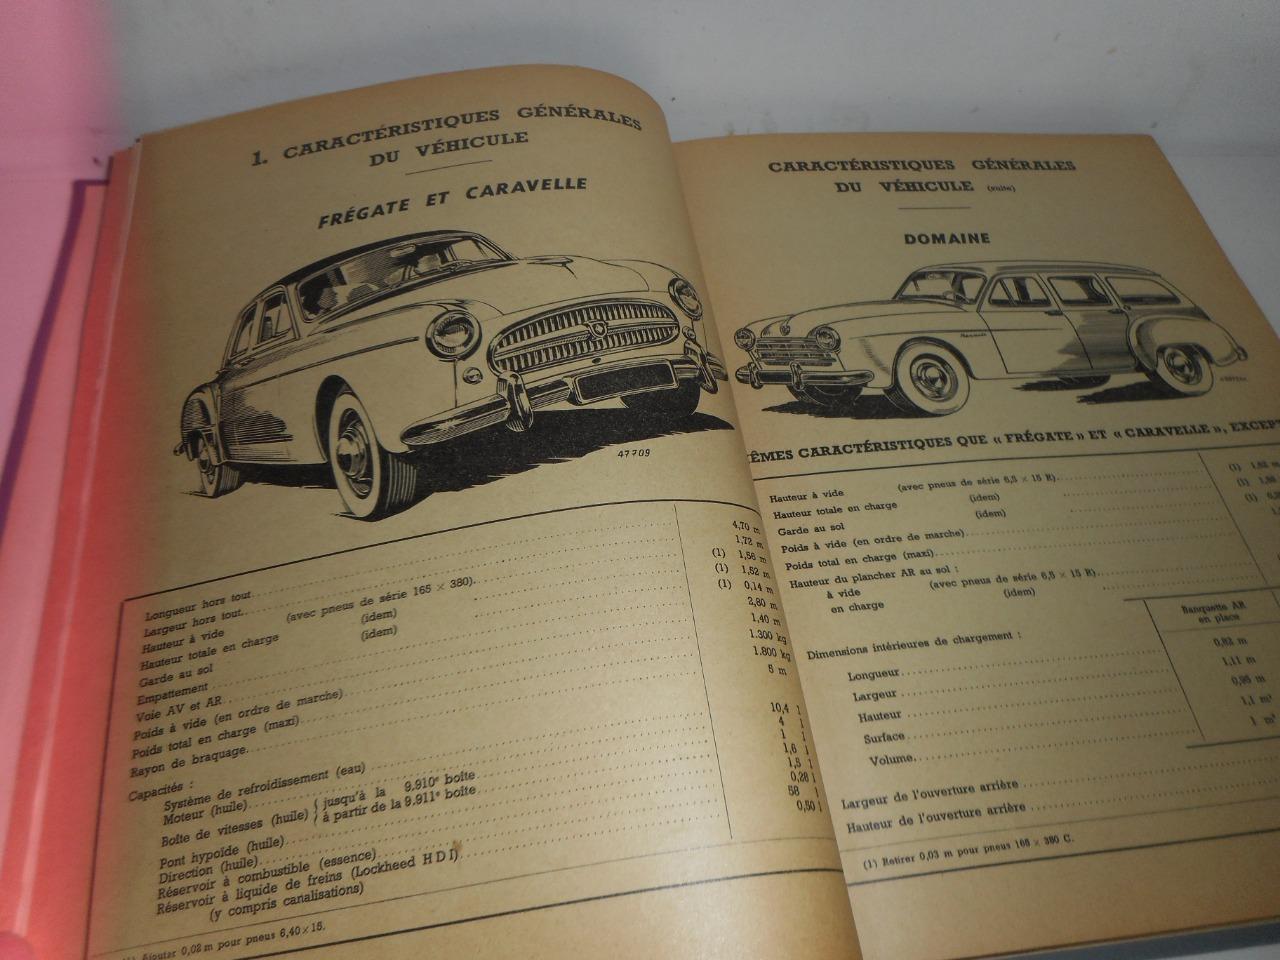 1. CARACTÉRISTIQUES GÉNÉRALES
DU VÉHICULE
FRÉGATE ET CARAVELLE
47709
Longueur hors tout 4,70 m
Largeur hors tout 1,72 m
Hauteur à vide (avec pneus de série 165 × 380) (1) 1,56 m
Hauteur totale en charge (idem) (1) 1,52 m
Garde au sol (idem) (1) 0,14 m
Empattement 2,80 m
Voie AV et AR 1,40 m
Poids à vide (en ordre de marche) 1.300 kg
Poids total en charge (maxi) 1.800 kg
Rayon de braquage 6 m
Capacités :
Système de refroidissement (eau) 10,4 l
Moteur (huile) 4 l
Boîte de vitesses (huile) { jusqu'à la 9.910e boîte 1 l
à partir de la 9.911e boîte 1,6 l
Pont hypoïde (huile) 1,5 l
Direction (huile) 0,28 l
Réservoir à combustible (essence) 58 l
Réservoir à liquide de freins (Lockheed HDI) 0,50 l
(y compris canalisations)
Ajouter 0,02 m pour pneus 6,40 × 15.
CARACTÉRISTIQUES GÉNÉRALES
DU VÉHICULE (suite)
DOMAINE
ÊMES CARACTÉRISTIQUES QUE « FRÉGATE » ET « CARAVELLE », EXCEPT
Hauteur à vide (avec pneus de série 6,5 × 15 R) (1) 1,62
Hauteur totale en charge (idem) (1)
Garde au sol (idem) (1)
Poids à vide (en ordre de marche)
Poids total en charge (maxi)
Hauteur du plancher AR au sol :
à vide (avec pneus de série 6,5 × 15 R)
en charge (idem)
Banquette AR
en place
Dimensions intérieures de chargement :
Longueur 0,82 m
Largeur 1,11 m
Hauteur 0,95 m
Surface 1,1 m²
Volume 1 m³
Largeur de l'ouverture arrière
Hauteur de l'ouverture arrière
(1) Retirer 0,03 m pour pneus 165 × 380 C.